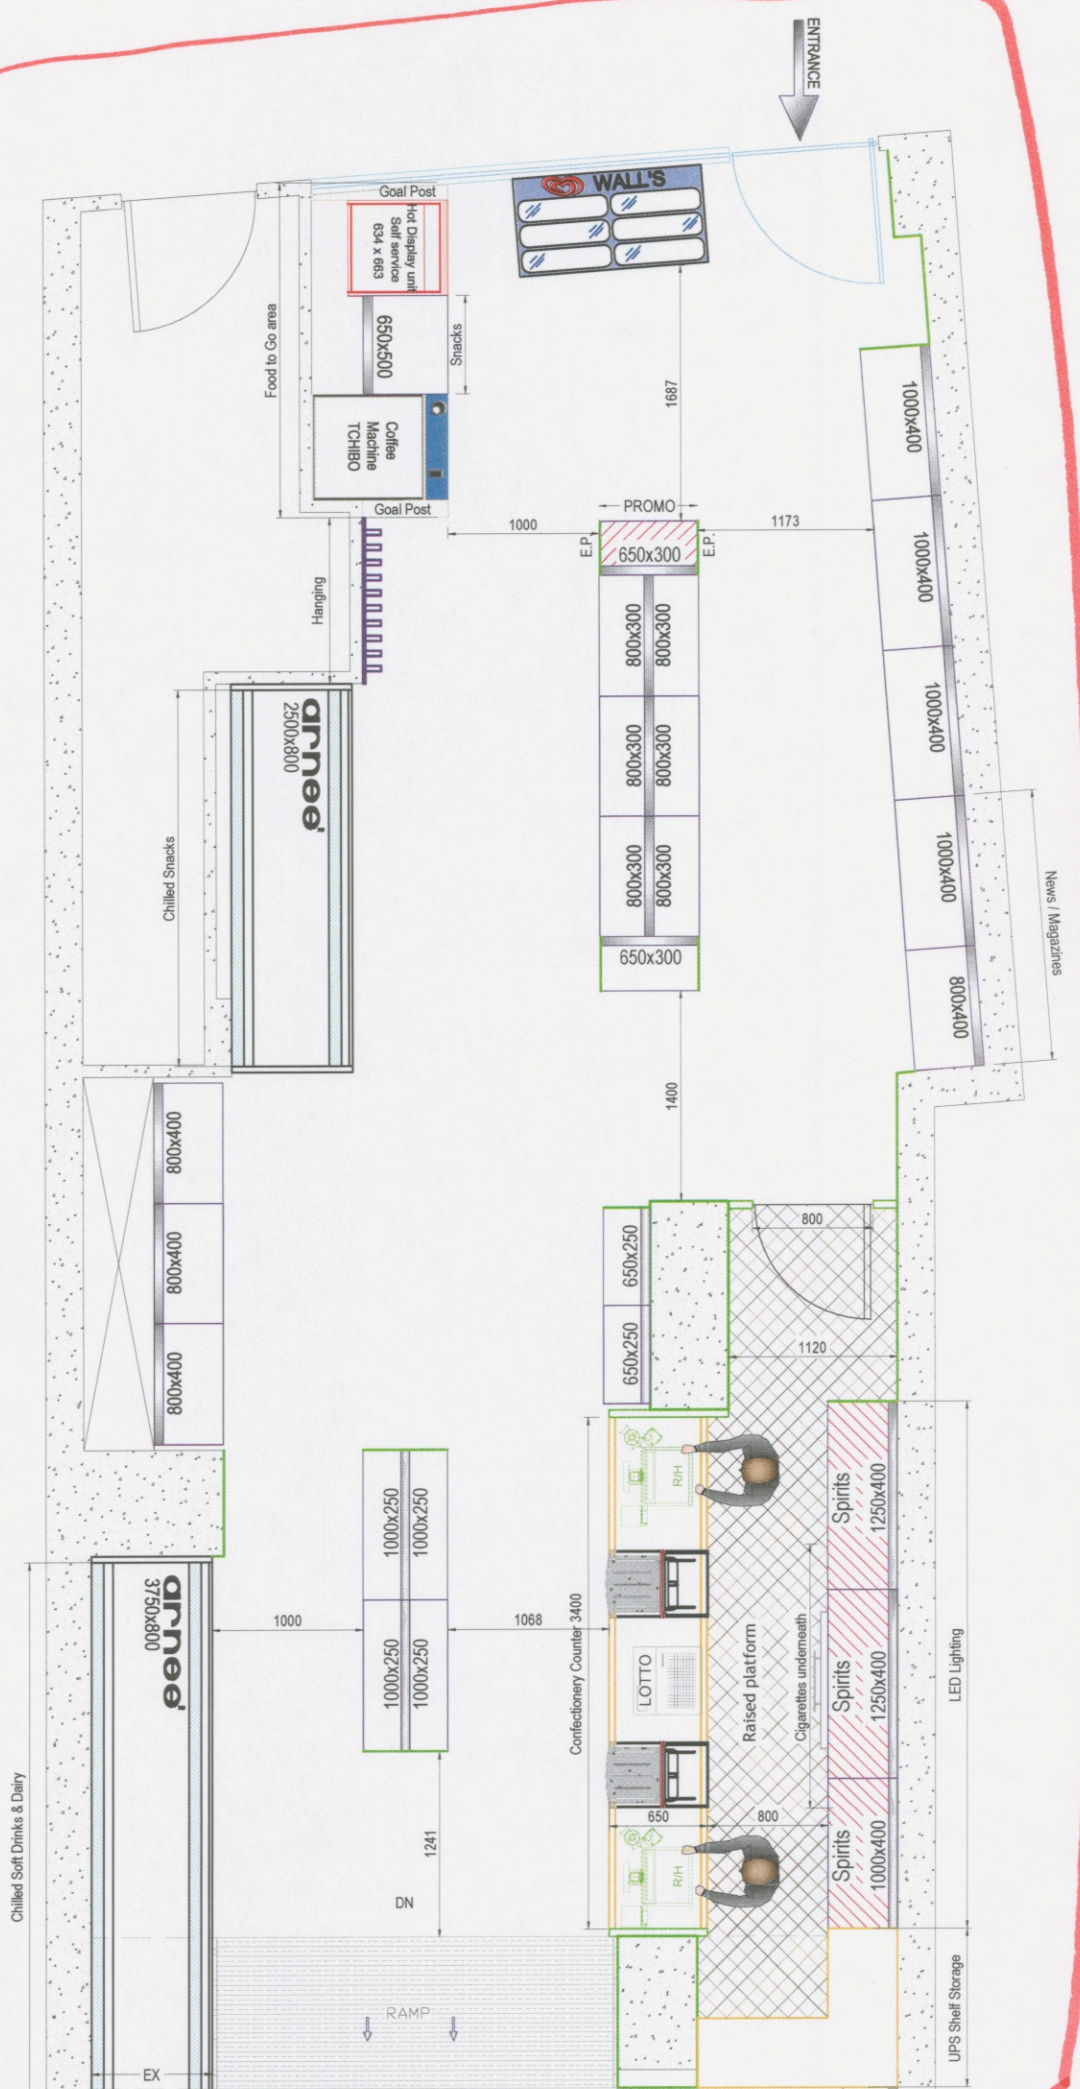 ENTRANCE
WALL'S
Goal Post
Hot Display unit
Self service
634 x 663
Food to Go area
650x500
Snacks
Coffee
Machine
TCHIBO
Goal Post
1687
1000x400
1000x400
1000x400
1000x400
800x400
News / Magazines
PROMO
1000
1173
E.P.
E.P.
650x300
Hanging
800x300
800x300
800x300
800x300
800x300
800x300
650x300
arnee'
2500x800
Chilled Snacks
1400
800x400
800x400
800x400
650x250
650x250
800
1120
R/H
Spirits
1250x400
Spirits
1250x400
Spirits
1000x400
1000x250
1000x250
1000x250
1000x250
arnee'
3750x800
1000
1068
Confectionery Counter 3400
LOTTO
Raised platform
Cigarettes underneath
LED Lighting
650
800
R/H
1241
Chilled Soft Drinks & Dairy
DN
RAMP
UPS Shelf Storage
EX